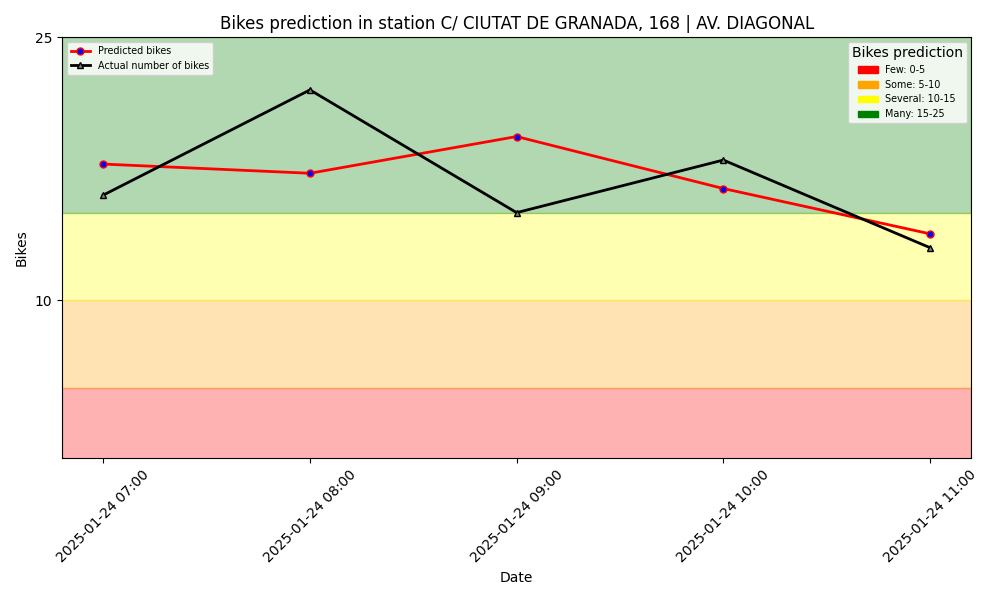 Bikes prediction in station C/ CIUTAT DE GRANADA, 168 | AV. DIAGONAL
25
Predicted bikes
Actual number of bikes
Bikes prediction
Few: 0-5
Some: 5-10
Several: 10-15
Many: 15-25
Bikes
10
2025-01-24 07:00
2025-01-24 08:00
2025-01-24 09:00
2025-01-24 10:00
2025-01-24 11:00
Date